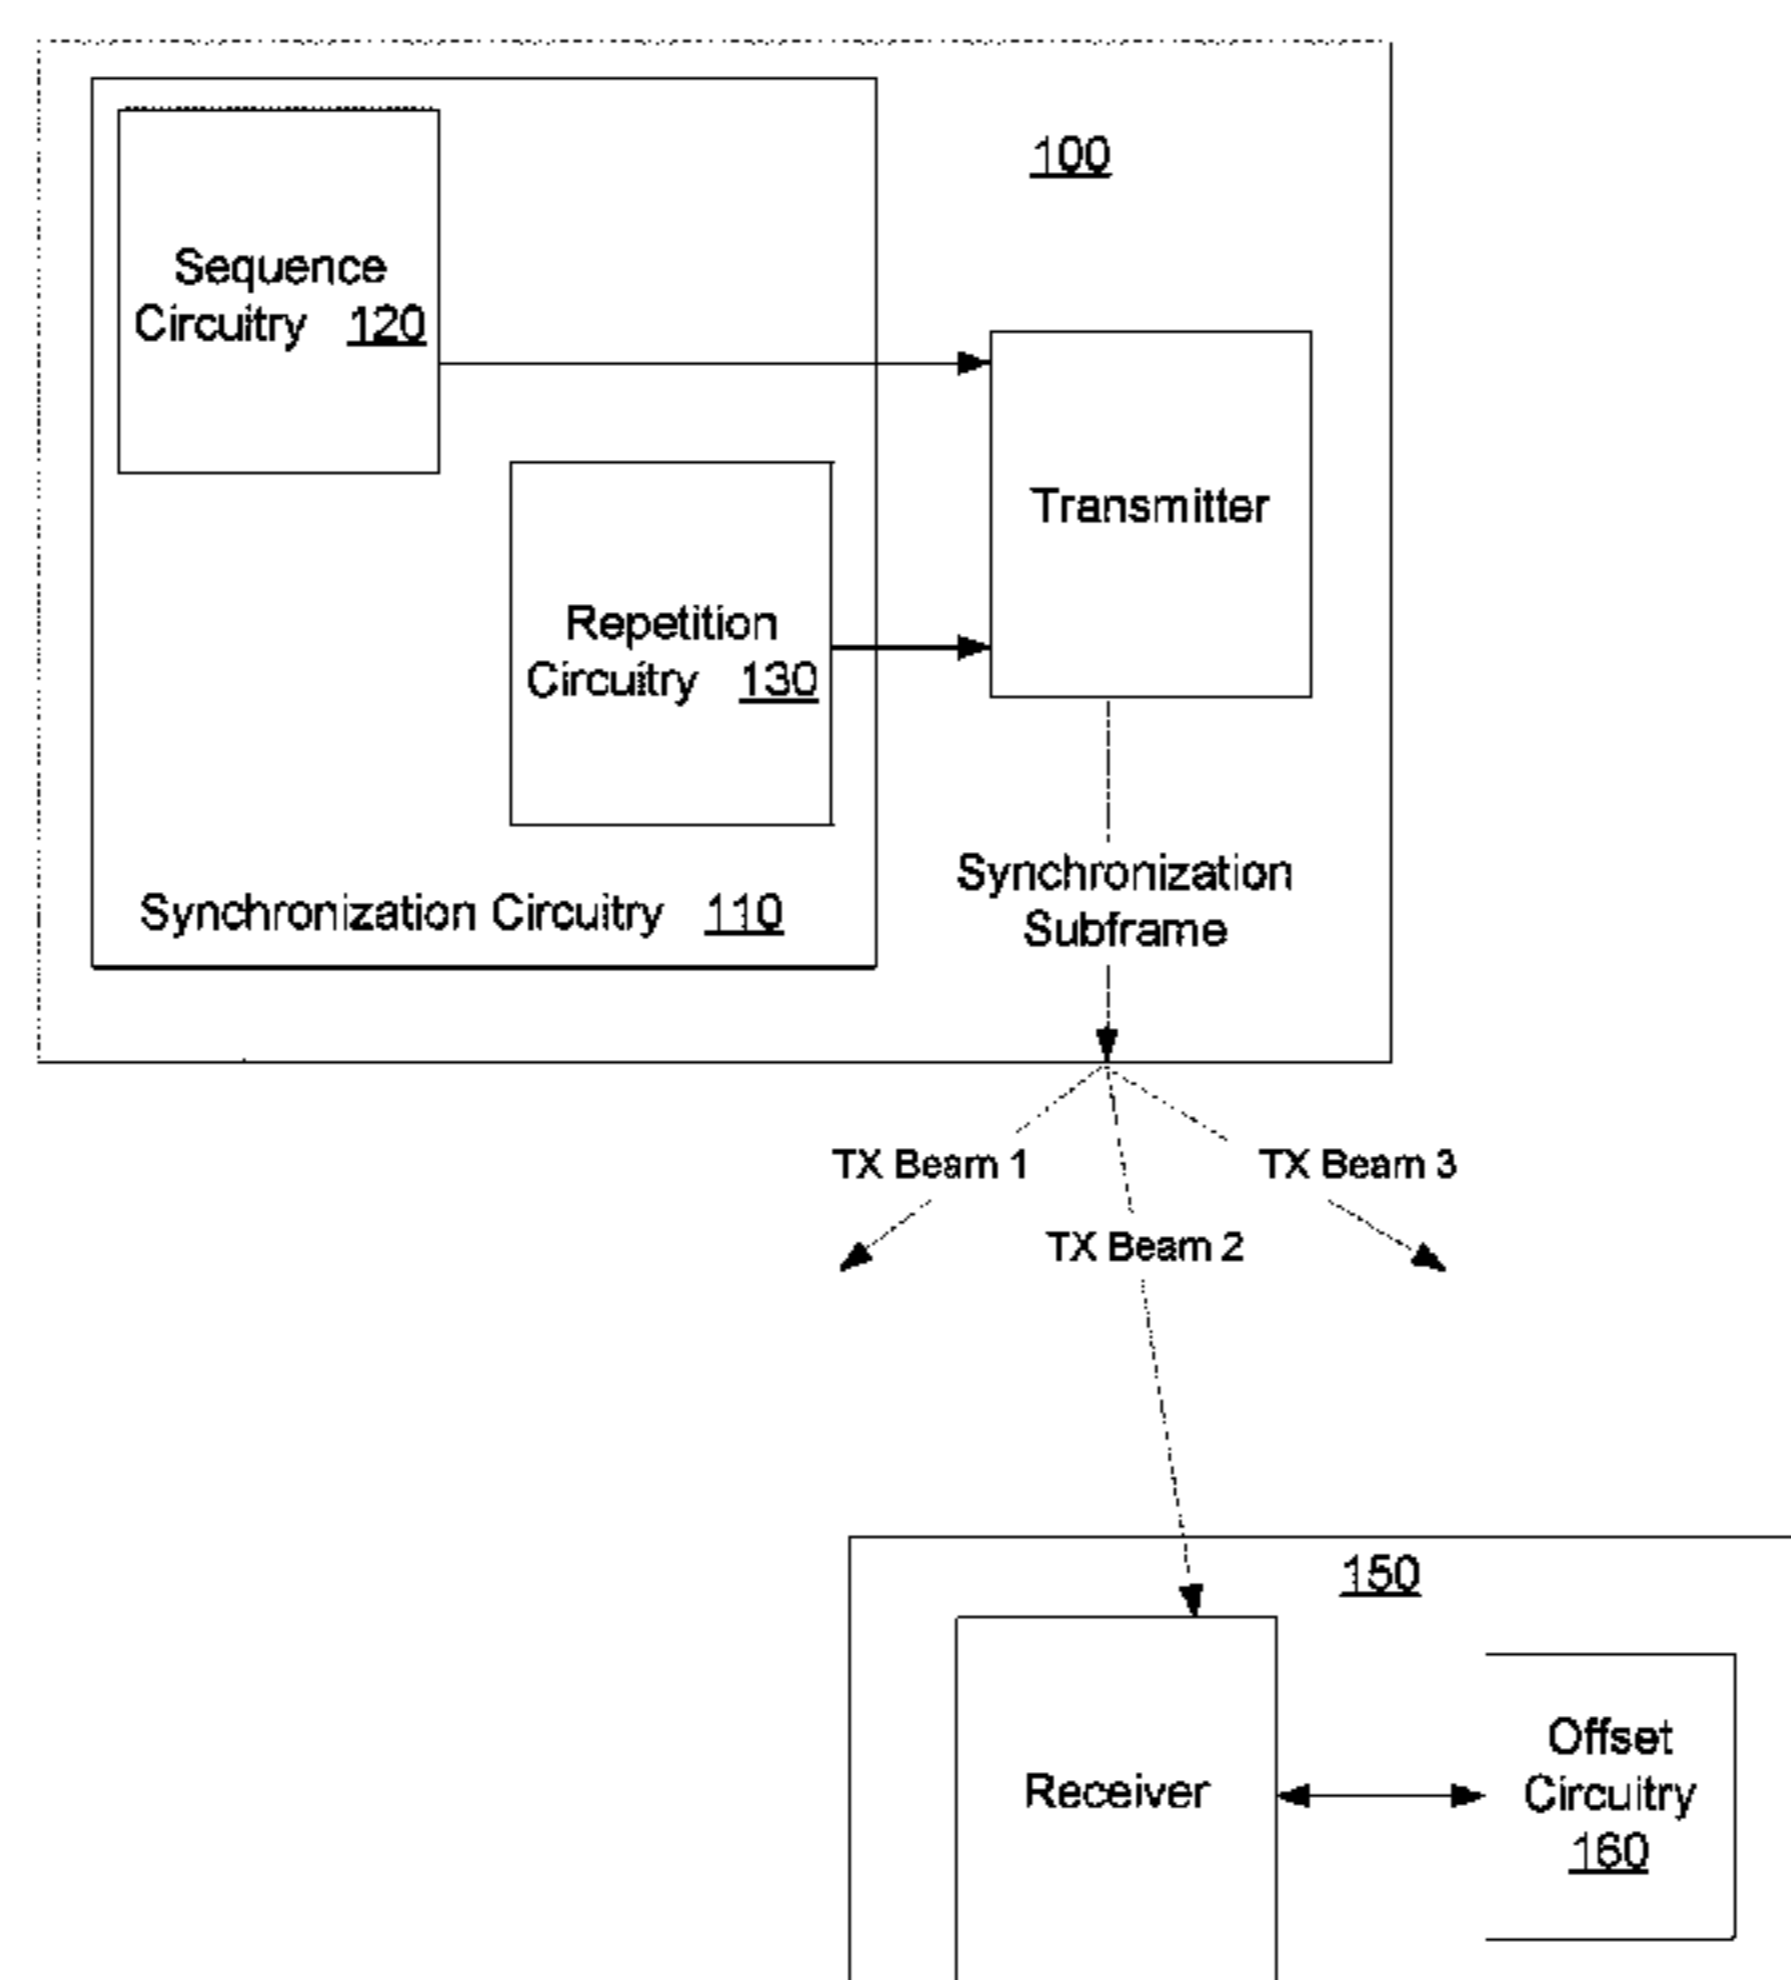 100
Sequence
Circuitry 120
Transmitter
Repetition
Circuitry 130
Synchronization
Subframe
Synchronization Circuitry 110
TX Beam 1
TX Beam 3
TX Beam 2
150
Offset
Circuitry
160
Receiver